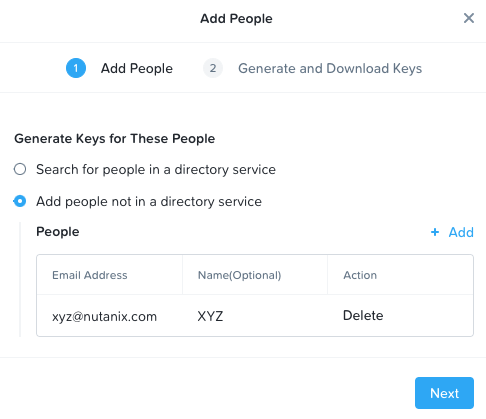 Add People
1 Add People 2 Generate and Download Keys
Generate Keys for These People
Search for people in a directory service
Add people not in a directory service
People + Add
Email Address Name(Optional) Action
xyz@nutanix.com XYZ Delete
Next